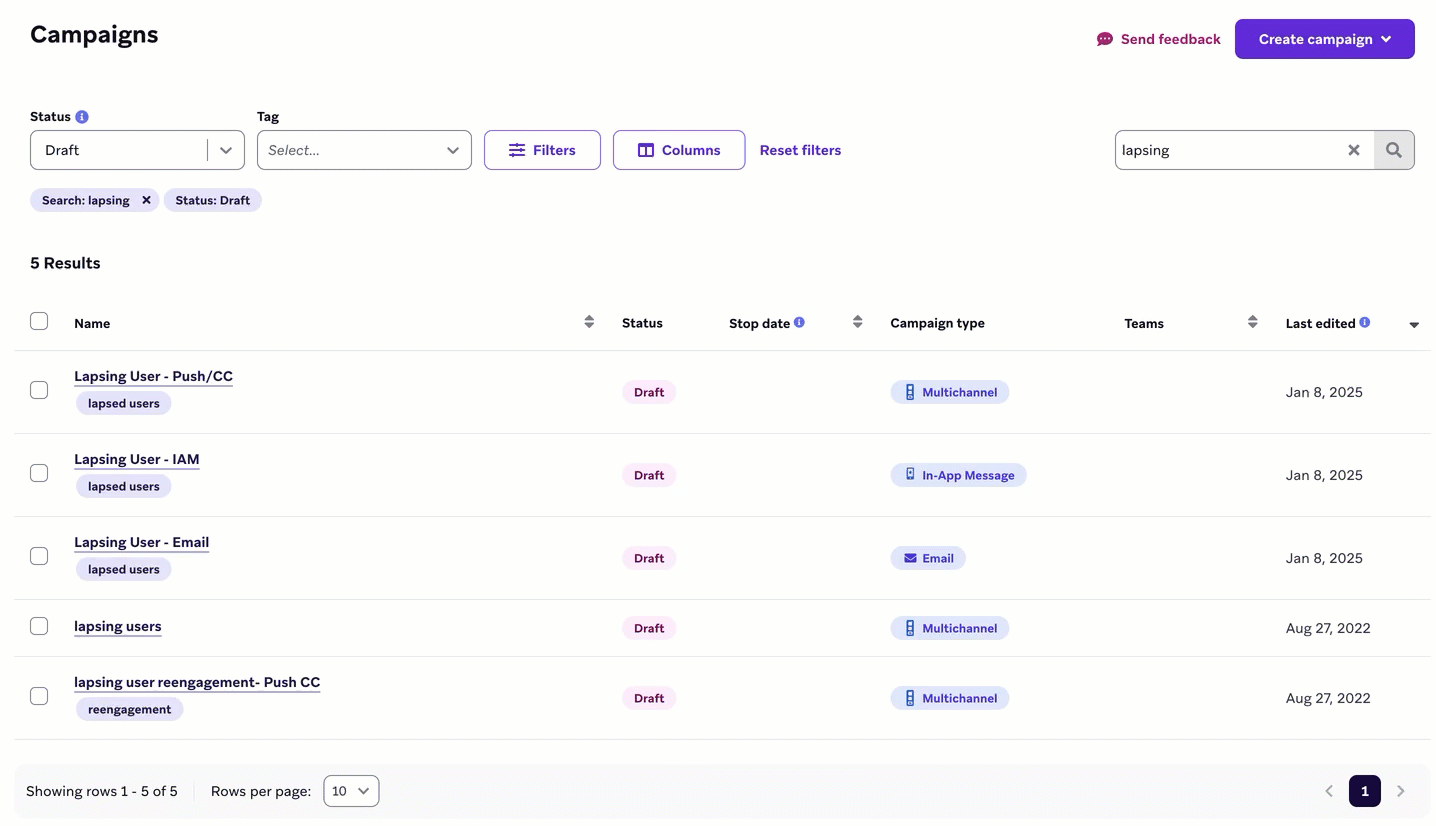 Campaigns
Send feedback
Create campaign
Status
Tag
Draft
Select...
Filters
Columns
Reset filters
lapsing
Search: lapsing
Status: Draft
5 Results
Name Status Stop date Campaign type Teams Last edited
Lapsing User - Push/CC
lapsed users
Draft Multichannel Jan 8, 2025
Lapsing User - IAM
lapsed users
Draft In-App Message Jan 8, 2025
Lapsing User - Email
lapsed users
Draft Email Jan 8, 2025
lapsing users Draft Multichannel Aug 27, 2022
lapsing user reengagement- Push CC
reengagement
Draft Multichannel Aug 27, 2022
Showing rows 1 - 5 of 5 Rows per page: 10 1